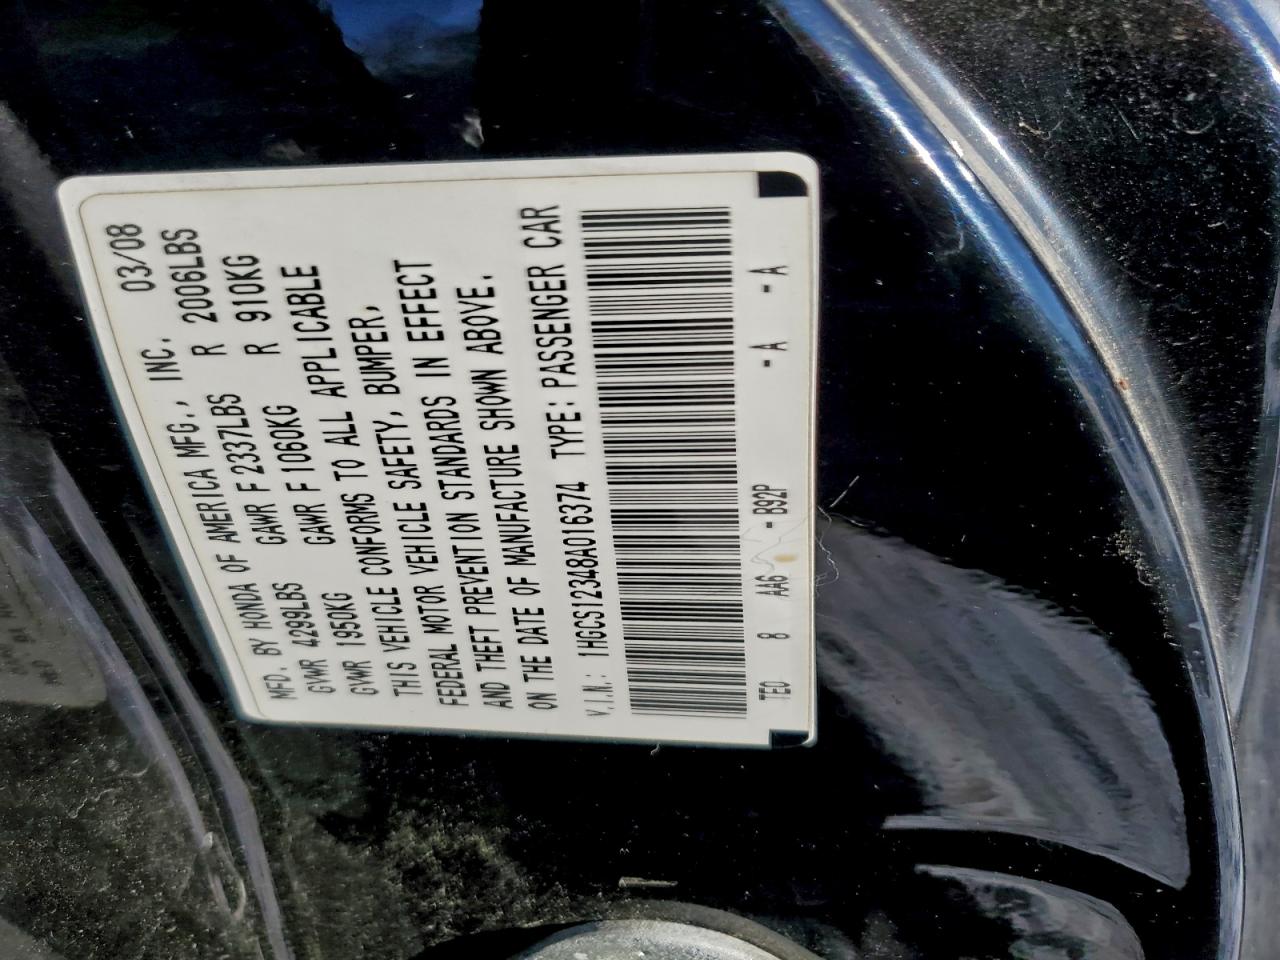 MFD. BY HONDA OF AMERICA MFG., INC. 03/08
GVWR 4299LBS GAWR F 2337LBS R 2006LBS
GVWR 1950KG GAWR F 1060KG R 910KG
THIS VEHICLE CONFORMS TO ALL APPLICABLE
FEDERAL MOTOR VEHICLE SAFETY, BUMPER,
AND THEFT PREVENTION STANDARDS IN EFFECT
ON THE DATE OF MANUFACTURE SHOWN ABOVE.
V.I.N.: 1HGCS12348A016374 TYPE: PASSENGER CAR
TEO 8 AA6 -B92P -A -A